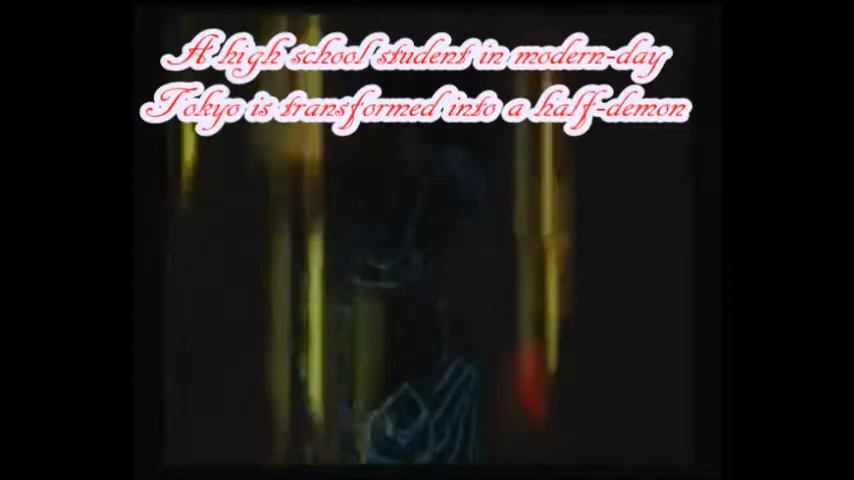 A high school student in modern-day
Tokyo is transformed into a half-demon